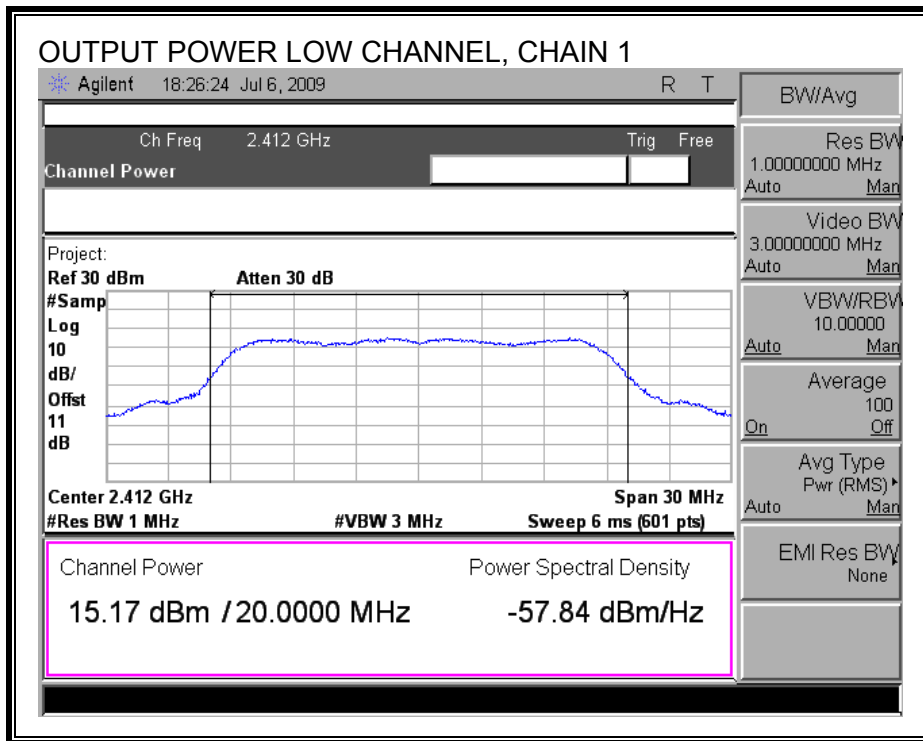 OUTPUT POWER LOW CHANNEL, CHAIN 1
Agilent 18:26:24 Jul 6, 2009 R T
Ch Freq 2.412 GHz Trig Free
Channel Power
Project:
Ref 30 dBm Atten 30 dB
#Samp
Log
10
dB/
Offst
11
dB
Center 2.412 GHz Span 30 MHz
#Res BW 1 MHz #VBW 3 MHz Sweep 6 ms (601 pts)
Channel Power Power Spectral Density
15.17 dBm / 20.0000 MHz -57.84 dBm/Hz
BW/Avg
Res BW
1.00000000 MHz
Auto Man
Video BW
3.00000000 MHz
Auto Man
VBW/RBW
10.00000
Auto Man
Average
100
On Off
Avg Type
Pwr (RMS)
Auto Man
EMI Res BW
None